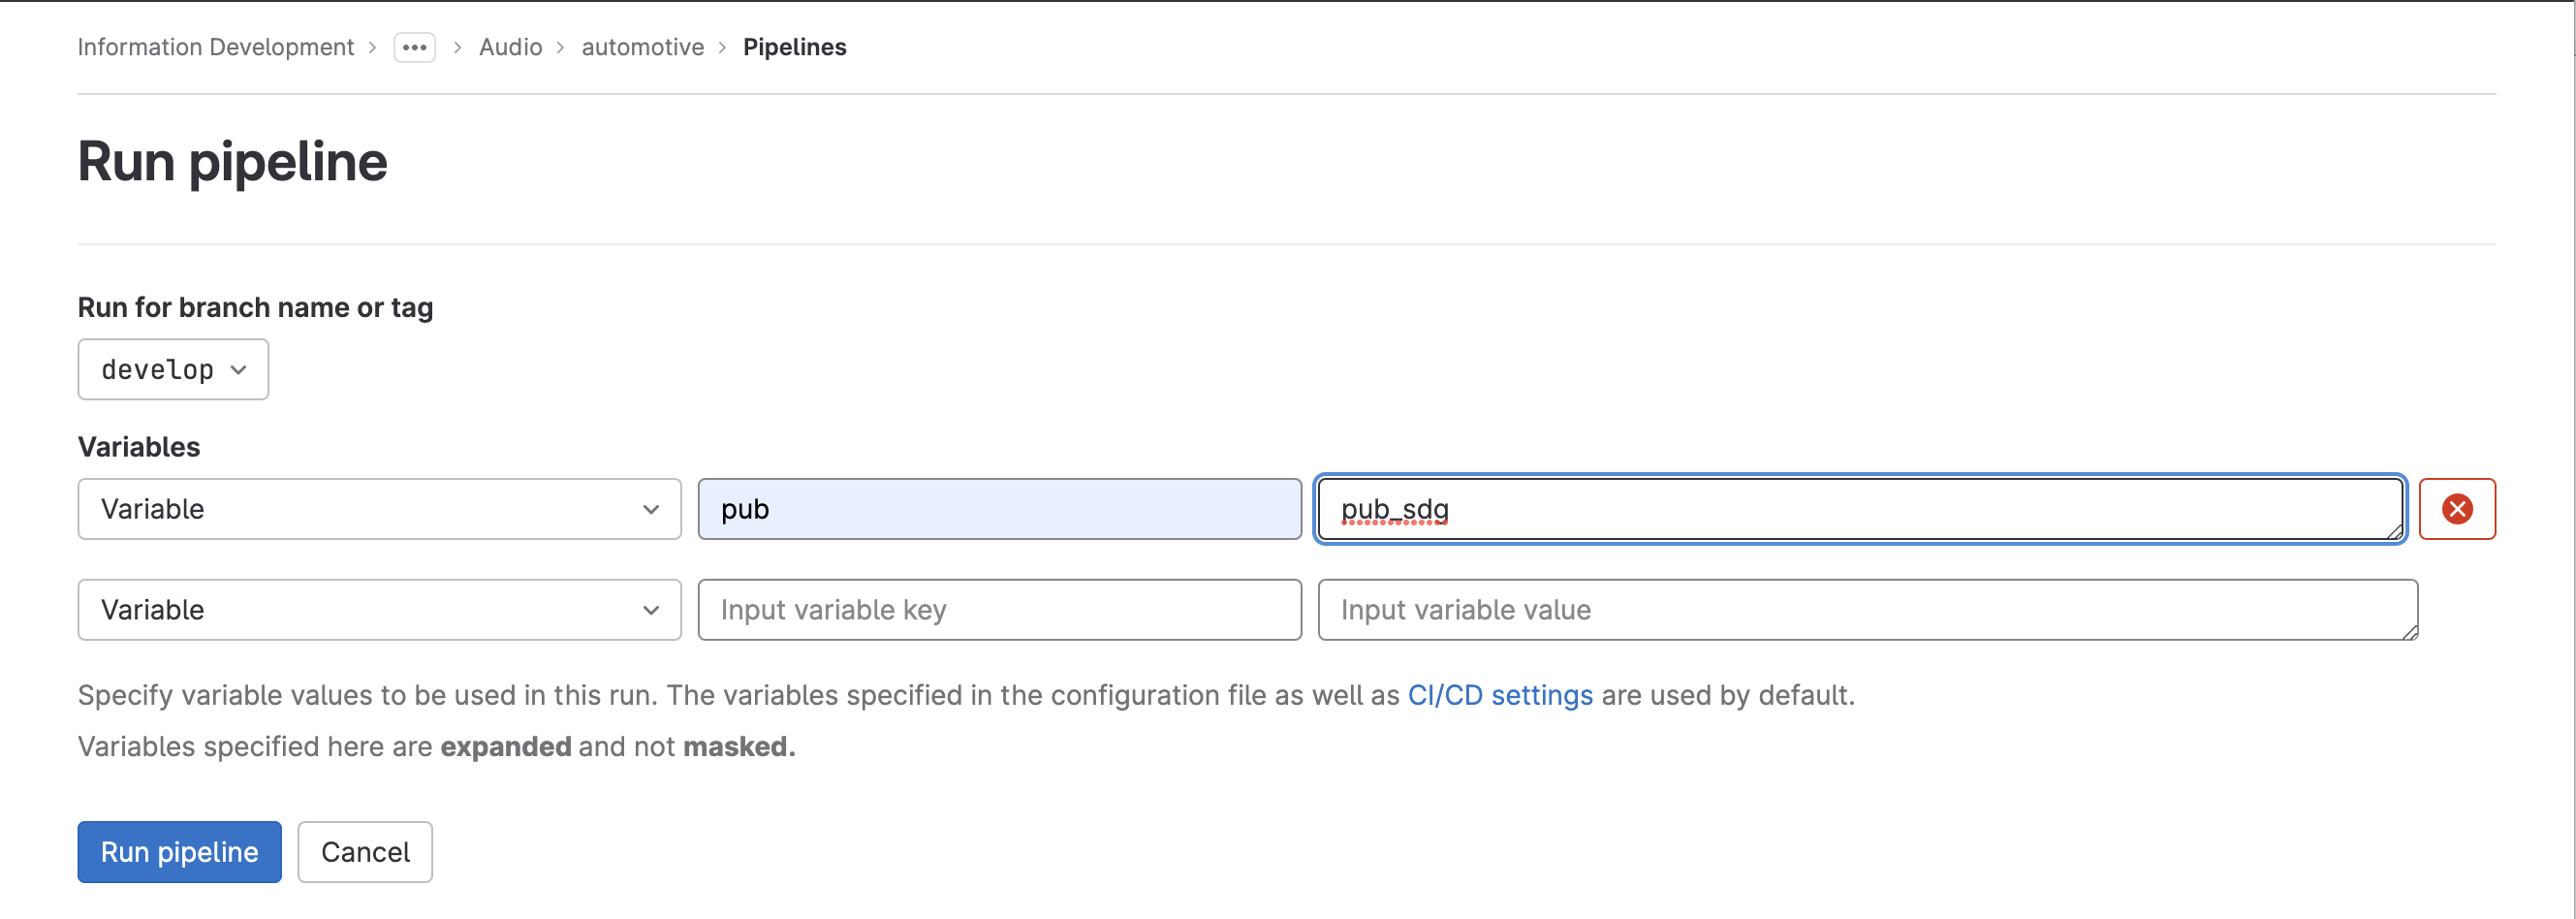 Information Development > ••• > Audio > automotive > Pipelines
Run pipeline
Run for branch name or tag
develop
Variables
Variable pub pub_sdg
Variable Input variable key Input variable value
Specify variable values to be used in this run. The variables specified in the configuration file as well as CI/CD settings are used by default.
Variables specified here are expanded and not masked.
Run pipeline Cancel